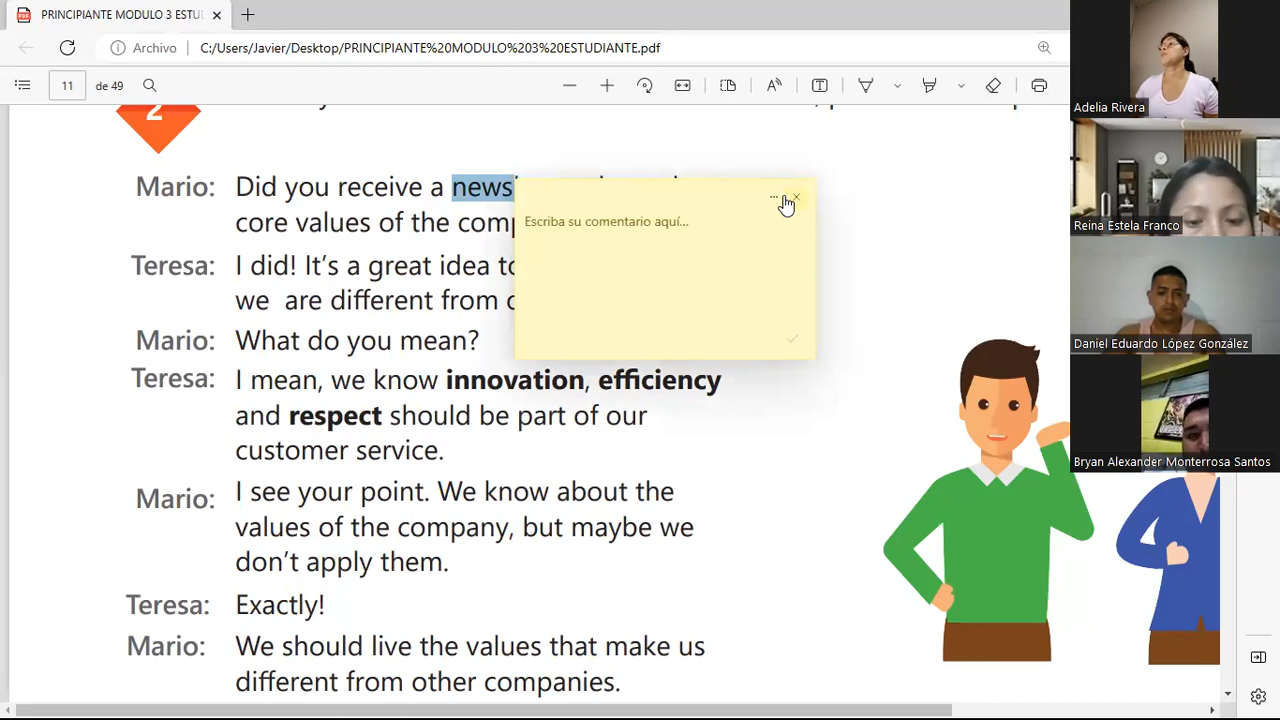 PRINCIPIANTE MODULO 3 ESTU
Archivo
C:/Users/Javier/Desktop/PRINCIPIANTE%20MODULO%203%20ESTUDIANTE.pdf
11 de 49
2
Mario: Did you receive a news
core values of the comp
Escriba su comentario aquí...
Teresa: I did! It’s a great idea to
we are different from
Mario: What do you mean?
Teresa: I mean, we know innovation, efficiency
and respect should be part of our
customer service.
Mario: I see your point. We know about the
values of the company, but maybe we
don’t apply them.
Teresa: Exactly!
Mario: We should live the values that make us
different from other companies.
Adelia Rivera
Reina Estela Franco
Daniel Eduardo López González
Bryan Alexander Monterrosa Santos